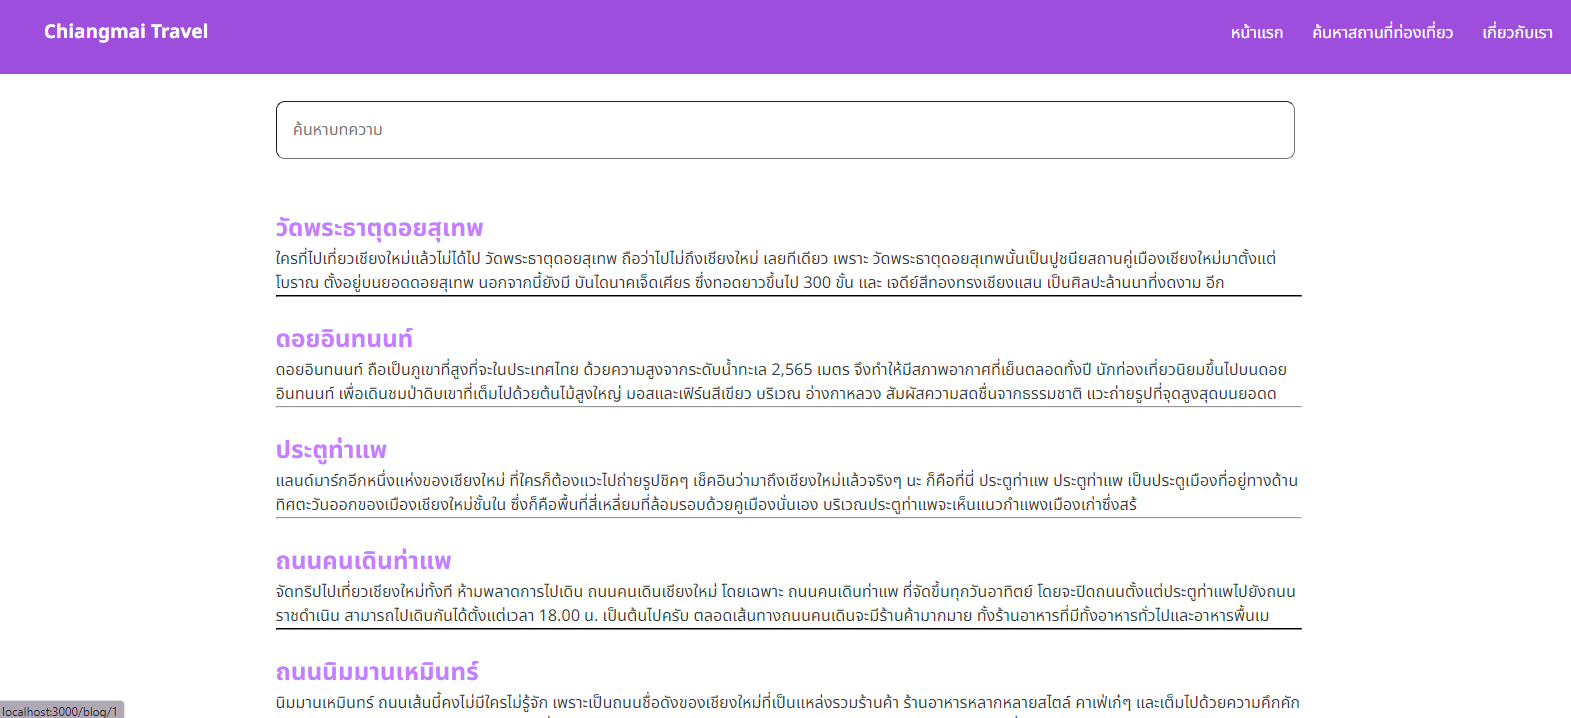 Chiangmai Travel
หน้าแรก ค้นหาสถานที่ท่องเที่ยว เกี่ยวกับเรา
ค้นหาบทความ
วัดพระธาตุดอยสุเทพ
ใครที่ไปเที่ยวเชียงใหม่แล้วไม่ได้ไป วัดพระธาตุดอยสุเทพ ถือว่าไปไม่ถึงเชียงใหม่ เลยทีเดียว เพราะ วัดพระธาตุดอยสุเทพนั้นเป็นปูชนียสถานคู่เมืองเชียงใหม่มาตั้งแต่
โบราณ ตั้งอยู่บนยอดดอยสุเทพ นอกจากนี้ยังมี บันไดนาคเจ็ดเศียร ซึ่งทอดยาวขึ้นไป 300 ขั้น และ เจดีย์สีทองทรงเชียงแสน เป็นศิลปะล้านนาที่งดงาม อีก
ดอยอินทนนท์
ดอยอินทนนท์ ถือเป็นภูเขาที่สูงที่จะในประเทศไทย ด้วยความสูงจากระดับน้ำทะเล 2,565 เมตร จึงทำให้มีสภาพอากาศที่เย็นตลอดทั้งปี นักท่องเที่ยวนิยมขึ้นไปบนดอย
อินทนนท์ เพื่อเดินชมป่าดิบเขาที่เต็มไปด้วยต้นไม้สูงใหญ่ มอสและเฟิร์นสีเขียว บริเวณ อ่างกาหลวง สัมผัสความสดชื่นจากธรรมชาติ แวะถ่ายรูปที่จุดสูงสุดบนยอดด
ประตูท่าแพ
แลนด์มาร์กอีกหนึ่งแห่งของเชียงใหม่ ที่ใครก็ต้องแวะไปถ่ายรูปชิคๆ เช็คอินว่ามาถึงเชียงใหม่แล้วจริงๆ นะ ก็คือที่นี่ ประตูท่าแพ ประตูท่าแพ เป็นประตูเมืองที่อยู่ทางด้าน
ทิศตะวันออกของเมืองเชียงใหม่ชั้นใน ซึ่งก็คือพื้นที่สี่เหลี่ยมที่ล้อมรอบด้วยคูเมืองนั่นเอง บริเวณประตูท่าแพจะเห็นแนวกำแพงเมืองเก่าซึ่งสร้
ถนนคนเดินท่าแพ
จัดทริปไปเที่ยวเชียงใหม่ทั้งที ห้ามพลาดการไปเดิน ถนนคนเดินเชียงใหม่ โดยเฉพาะ ถนนคนเดินท่าแพ ที่จัดขึ้นทุกวันอาทิตย์ โดยจะปิดถนนตั้งแต่ประตูท่าแพไปยังถนน
ราชดำเนิน สามารถไปเดินกันได้ตั้งแต่เวลา 18.00 น. เป็นต้นไปครับ ตลอดเส้นทางถนนคนเดินจะมีร้านค้ามากมาย ทั้งร้านอาหารที่มีทั้งอาหารทั่วไปและอาหารพื้นเม
ถนนนิมมานเหมินทร์
นิมมานเหมินทร์ ถนนเส้นนี้คงไม่มีใครไม่รู้จัก เพราะเป็นถนนชื่อดังของเชียงใหม่ที่เป็นแหล่งรวมร้านค้า ร้านอาหารหลากหลายสไตล์ คาเฟ่เก๋ๆ และเต็มไปด้วยความคึกคัก
localhost:3000/blog/1